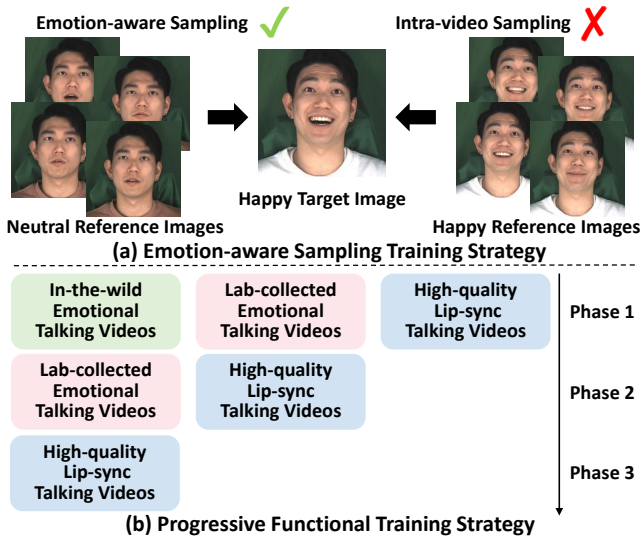 Emotion-aware Sampling ✓
Intra-video Sampling ✗
Neutral Reference Images
Happy Target Image
Happy Reference Images
(a) Emotion-aware Sampling Training Strategy
In-the-wild
Emotional
Talking Videos
Lab-collected
Emotional
Talking Videos
High-quality
Lip-sync
Talking Videos
Phase 1
Lab-collected
Emotional
Talking Videos
High-quality
Lip-sync
Talking Videos
Phase 2
High-quality
Lip-sync
Talking Videos
Phase 3
(b) Progressive Functional Training Strategy